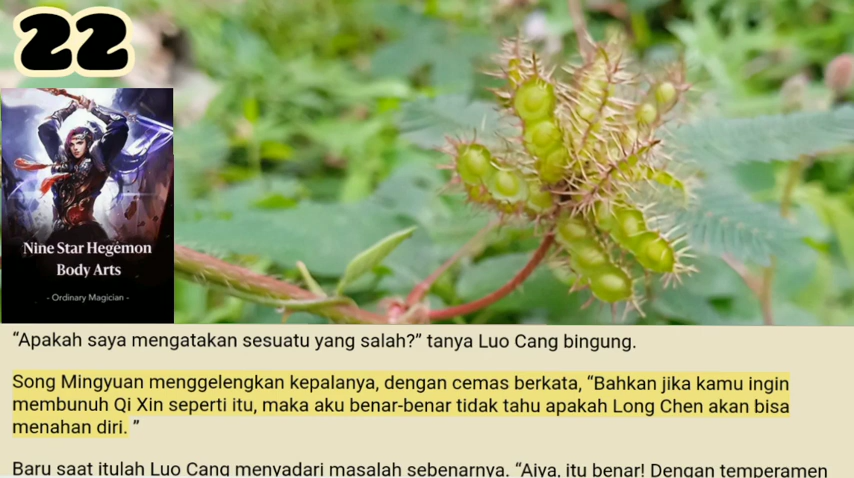 22
Nine Star Hegemon
Body Arts
- Ordinary Magician -
“Apakah saya mengatakan sesuatu yang salah?” tanya Luo Cang bingung.
Song Mingyuan menggelengkan kepalanya, dengan cemas berkata, “Bahkan jika kamu ingin
membunuh Qi Xin seperti itu, maka aku benar-benar tidak tahu apakah Long Chen akan bisa
menahan diri. ”
Baru saat itulah Luo Cang menyadari masalah sebenarnya. “Aiya, itu benar! Dengan temperamen